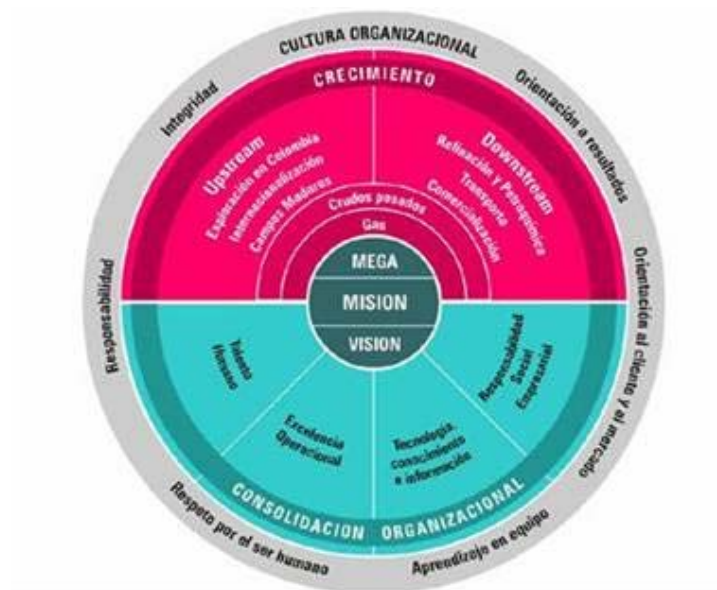 CULTURA ORGANIZACIONAL
Integridad
Orientación a resultados
Responsabilidad
Orientación al cliente y al mercado
Respeto por el ser humano
Aprendizaje en equipo
CRECIMIENTO
Upstream
Exploración en Colombia
Internacionalización
Campos Maduros
Downstream
Refinación y Petroquímica
Transporte
Comercialización
Crudos pesados
Gas
MEGA
MISION
VISION
Talento
Humano
Excelencia
Operacional
Tecnología,
conocimiento
e información
Responsabilidad
Social
Empresarial
CONSOLIDACION ORGANIZACIONAL